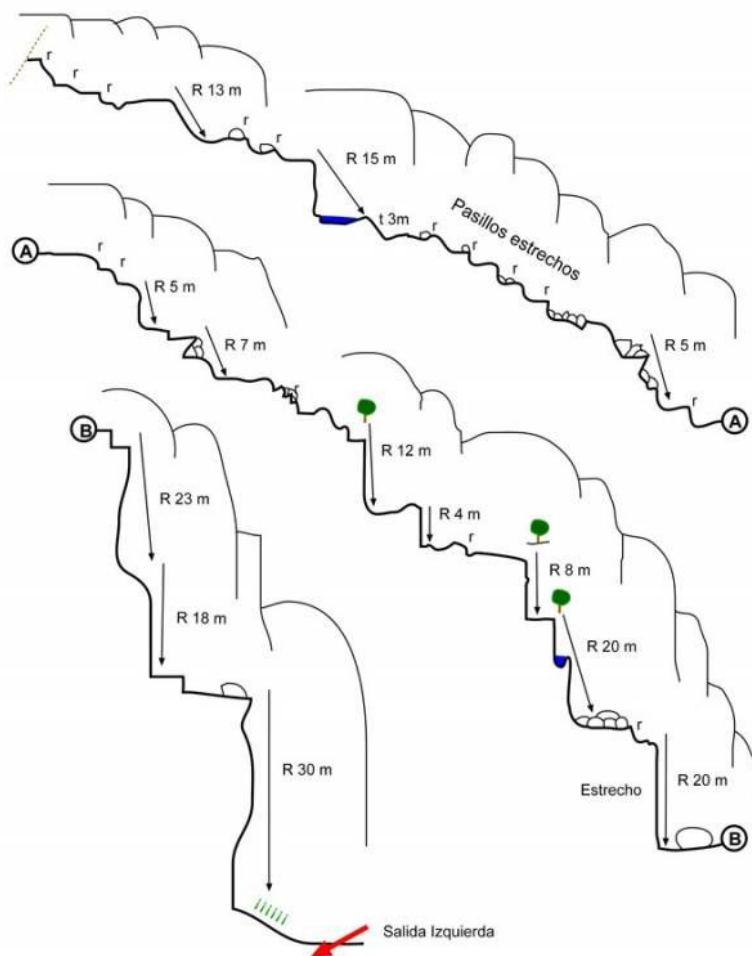 r
r
r
R 13 m
r
r
R 15 m
t 3m
Pasillos estrechos
r
r
r
r
R 5 m
r
A
A
r
r
R 5 m
R 7 m
r
R 12 m
R 4 m
r
R 8 m
R 20 m
r
Estrecho
R 20 m
B
B
R 23 m
R 18 m
R 30 m
Salida Izquierda